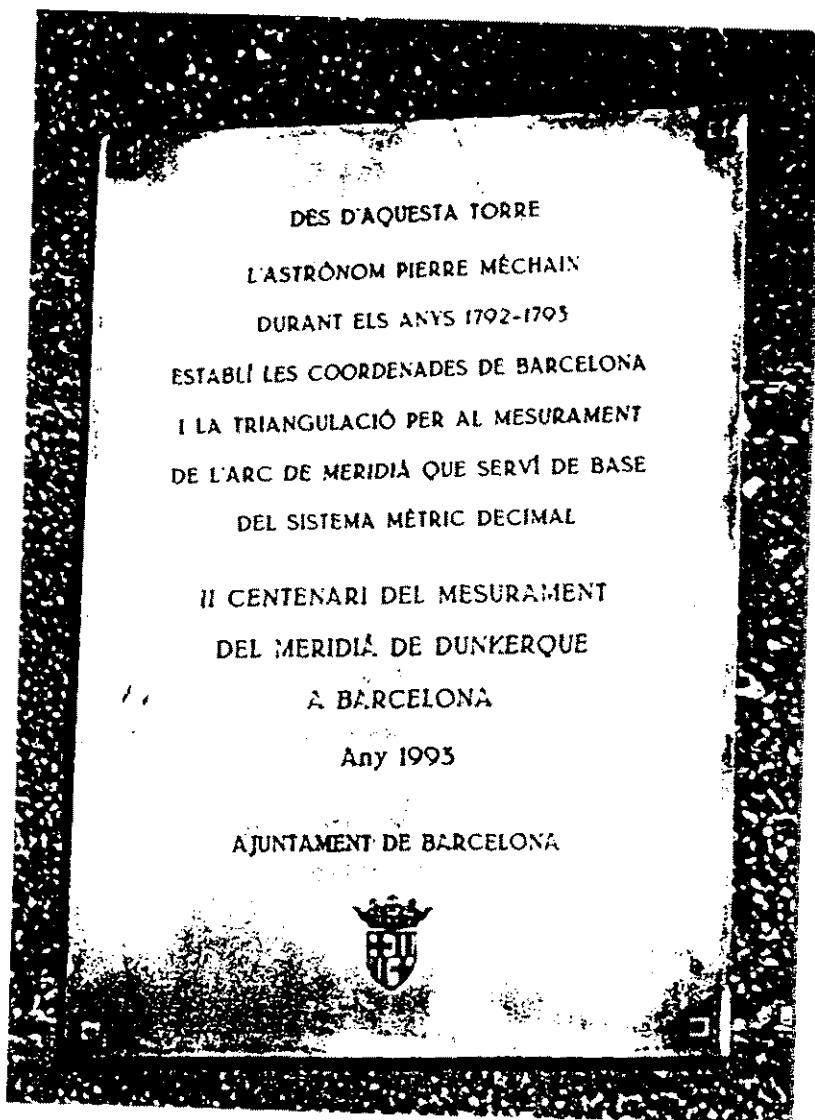 DES D'AQUESTA TORRE
L'ASTRÒNOM PIERRE MÉCHAIN
DURANT ELS ANYS 1792-1793
ESTABLÍ LES COORDENADES DE BARCELONA
I LA TRIANGULACIÓ PER AL MESURAMENT
DE L'ARC DE MERIDIÀ QUE SERVÍ DE BASE
DEL SISTEMA MÈTRIC DECIMAL
II CENTENARI DEL MESURAMENT
DEL MERIDIÀ DE DUNKERQUE
A BARCELONA
Any 1993
AJUNTAMENT DE BARCELONA